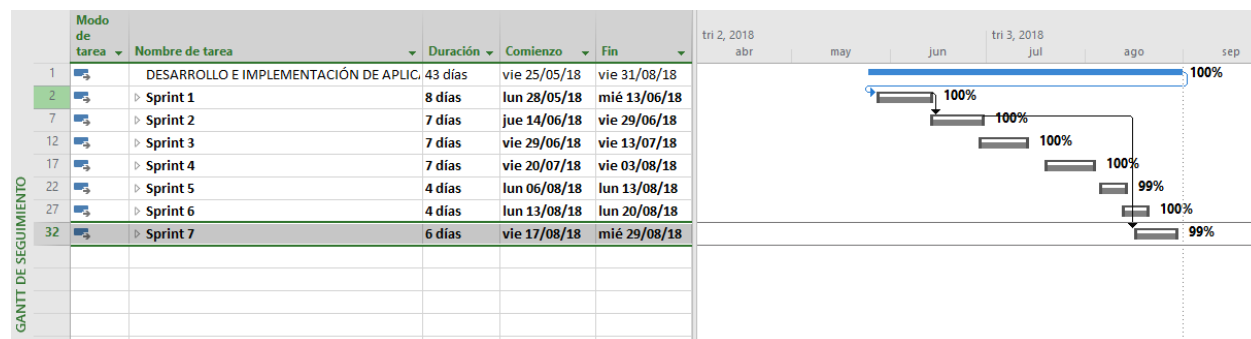 Modo de tarea Nombre de tarea Duración Comienzo Fin
tri 2, 2018 tri 3, 2018
abr may jun jul ago sep
1 DESARROLLO E IMPLEMENTACIÓN DE APLIC 43 días vie 25/05/18 vie 31/08/18 100%
2 Sprint 1 8 días lun 28/05/18 mié 13/06/18 100%
7 Sprint 2 7 días jue 14/06/18 vie 29/06/18 100%
12 Sprint 3 7 días vie 29/06/18 vie 13/07/18 100%
17 Sprint 4 7 días vie 20/07/18 vie 03/08/18 100%
22 Sprint 5 4 días lun 06/08/18 lun 13/08/18 99%
27 Sprint 6 4 días lun 13/08/18 lun 20/08/18 100%
32 Sprint 7 6 días vie 17/08/18 mié 29/08/18 99%
GANTT DE SEGUIMIENTO